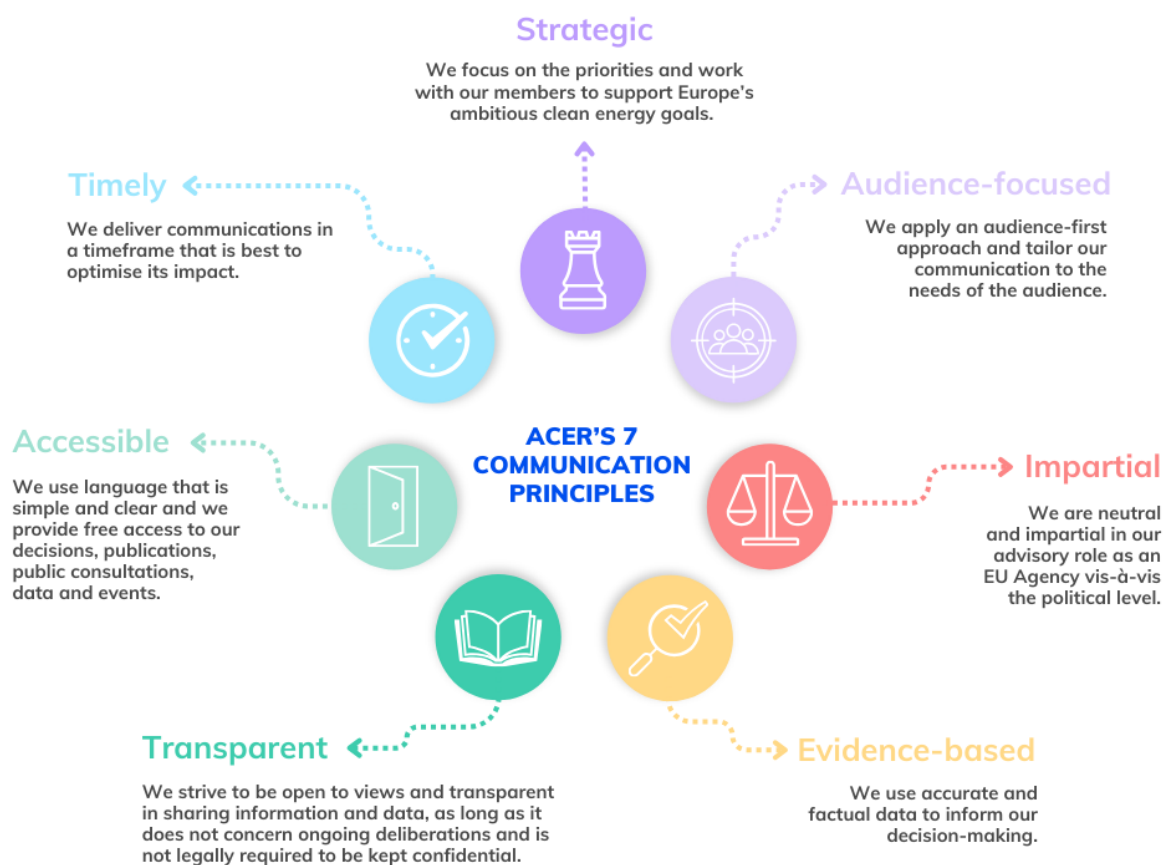 Strategic
We focus on the priorities and work
with our members to support Europe's
ambitious clean energy goals.
Timely
We deliver communications in
a timeframe that is best to
optimise its impact.
Audience-focused
We apply an audience-first
approach and tailor our
communication to the
needs of the audience.
ACER'S 7
COMMUNICATION
PRINCIPLES
Accessible
We use language that is
simple and clear and we
provide free access to our
decisions, publications,
public consultations,
data and events.
Impartial
We are neutral
and impartial in our
advisory role as an
EU Agency vis-à-vis
the political level.
Transparent
We strive to be open to views and transparent
in sharing information and data, as long as it
does not concern ongoing deliberations and is
not legally required to be kept confidential.
Evidence-based
We use accurate and
factual data to inform our
decision-making.